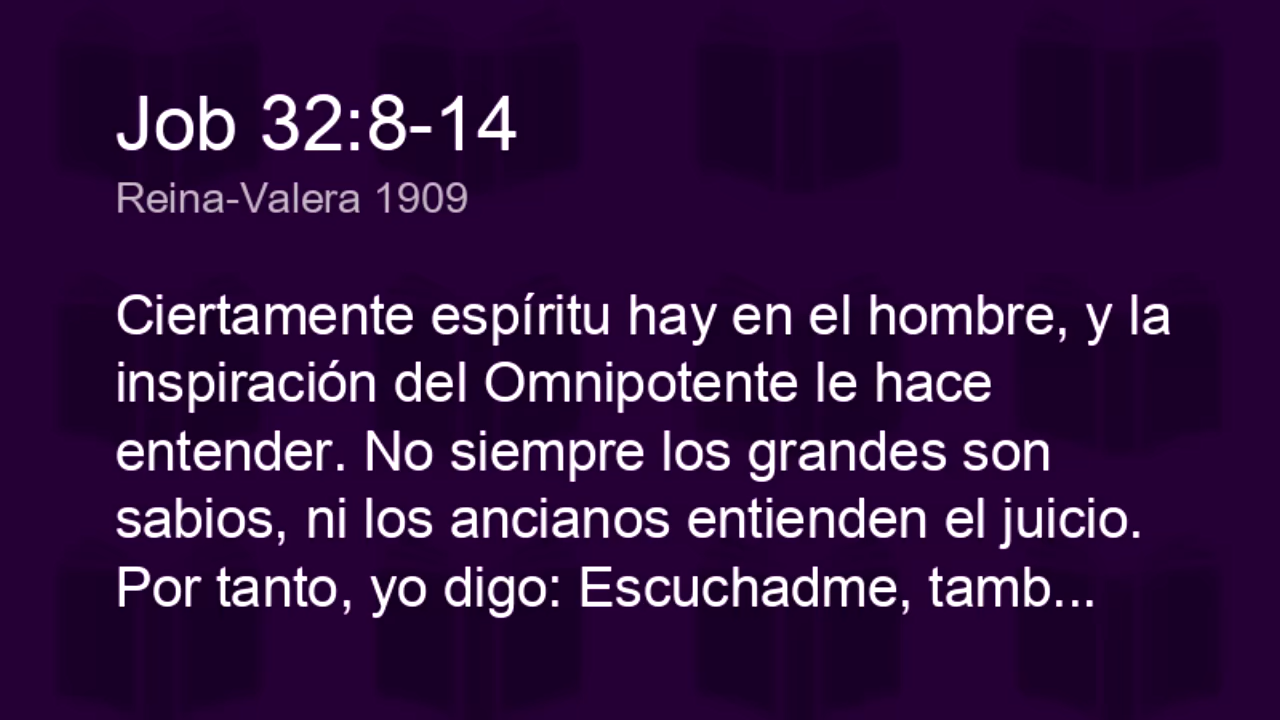 Job 32:8-14
Reina-Valera 1909
Ciertamente espíritu hay en el hombre, y la
inspiración del Omnipotente le hace
entender. No siempre los grandes son
sabios, ni los ancianos entienden el juicio.
Por tanto, yo digo: Escuchadme, tamb...